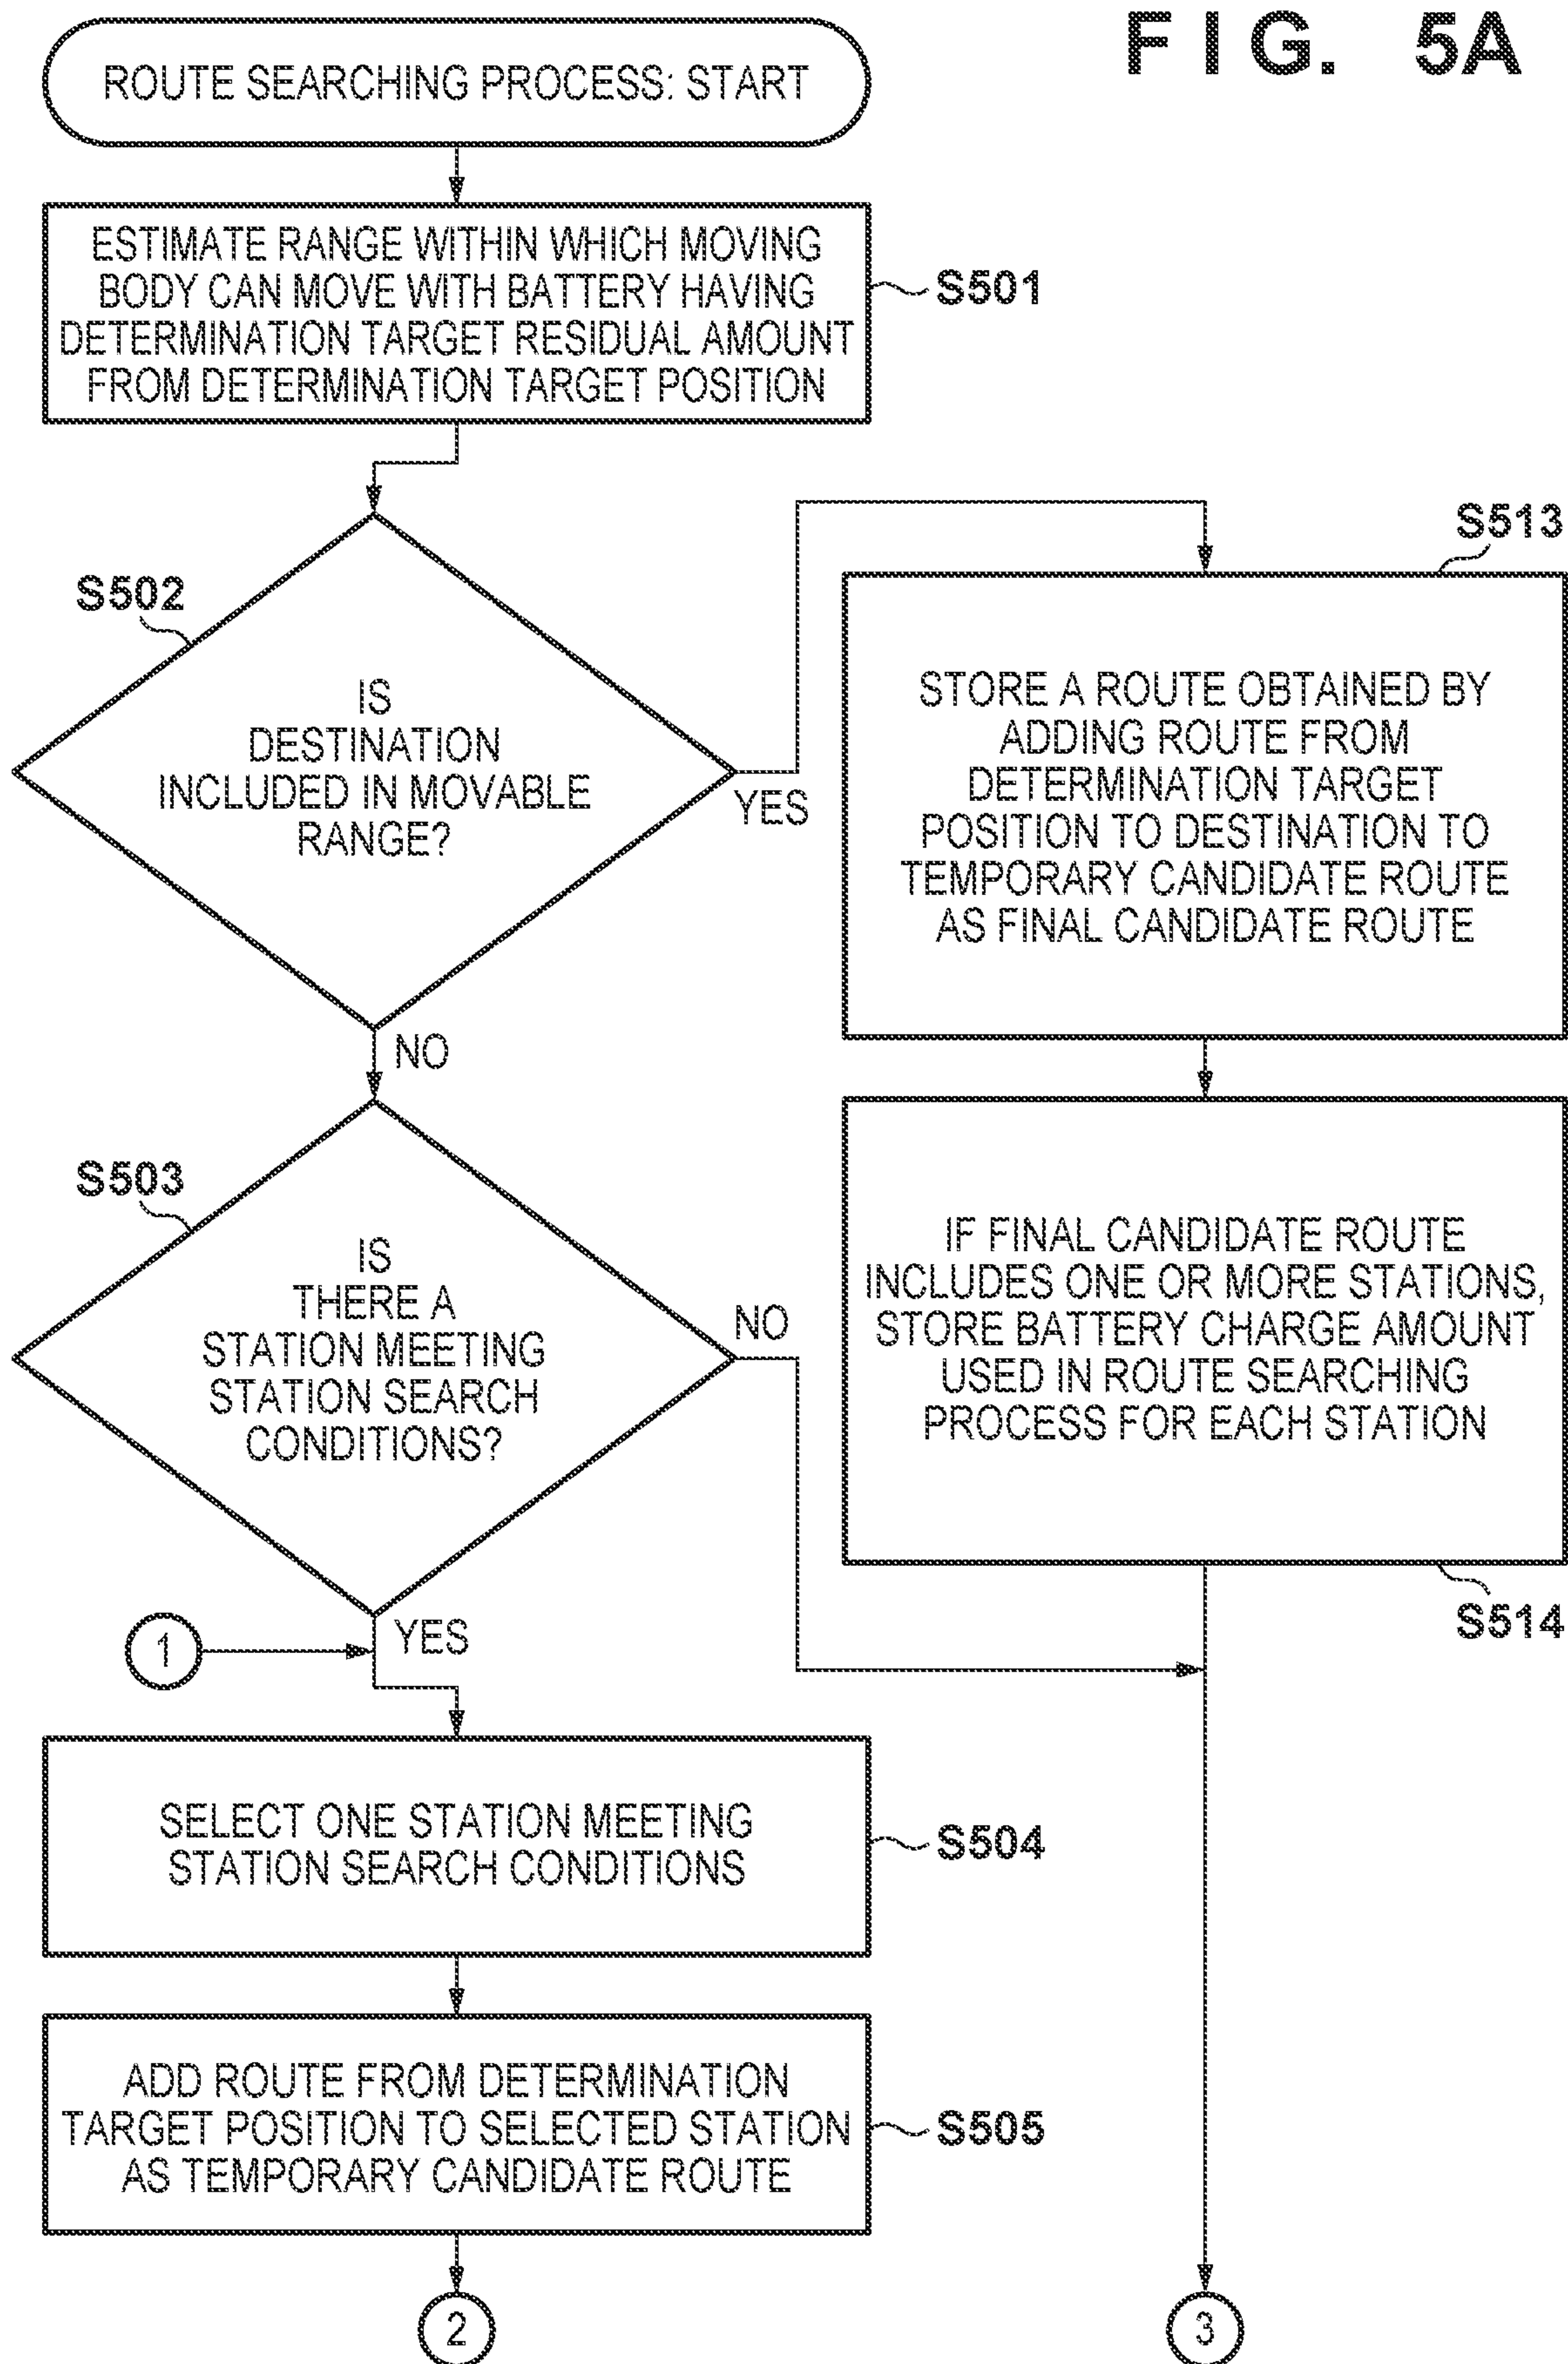 FIG. 5A
ROUTE SEARCHING PROCESS: START
ESTIMATE RANGE WITHIN WHICH MOVING
BODY CAN MOVE WITH BATTERY HAVING
DETERMINATION TARGET RESIDUAL AMOUNT
FROM DETERMINATION TARGET POSITION
S501
S502
IS
DESTINATION
INCLUDED IN MOVABLE
RANGE?
YES
NO
S513
STORE A ROUTE OBTAINED BY
ADDING ROUTE FROM
DETERMINATION TARGET
POSITION TO DESTINATION TO
TEMPORARY CANDIDATE ROUTE
AS FINAL CANDIDATE ROUTE
S503
IS
THERE A
STATION MEETING
STATION SEARCH
CONDITIONS?
NO
YES
IF FINAL CANDIDATE ROUTE
INCLUDES ONE OR MORE STATIONS,
STORE BATTERY CHARGE AMOUNT
USED IN ROUTE SEARCHING
PROCESS FOR EACH STATION
S514
1
SELECT ONE STATION MEETING
STATION SEARCH CONDITIONS
S504
ADD ROUTE FROM DETERMINATION
TARGET POSITION TO SELECTED STATION
AS TEMPORARY CANDIDATE ROUTE
S505
2
3